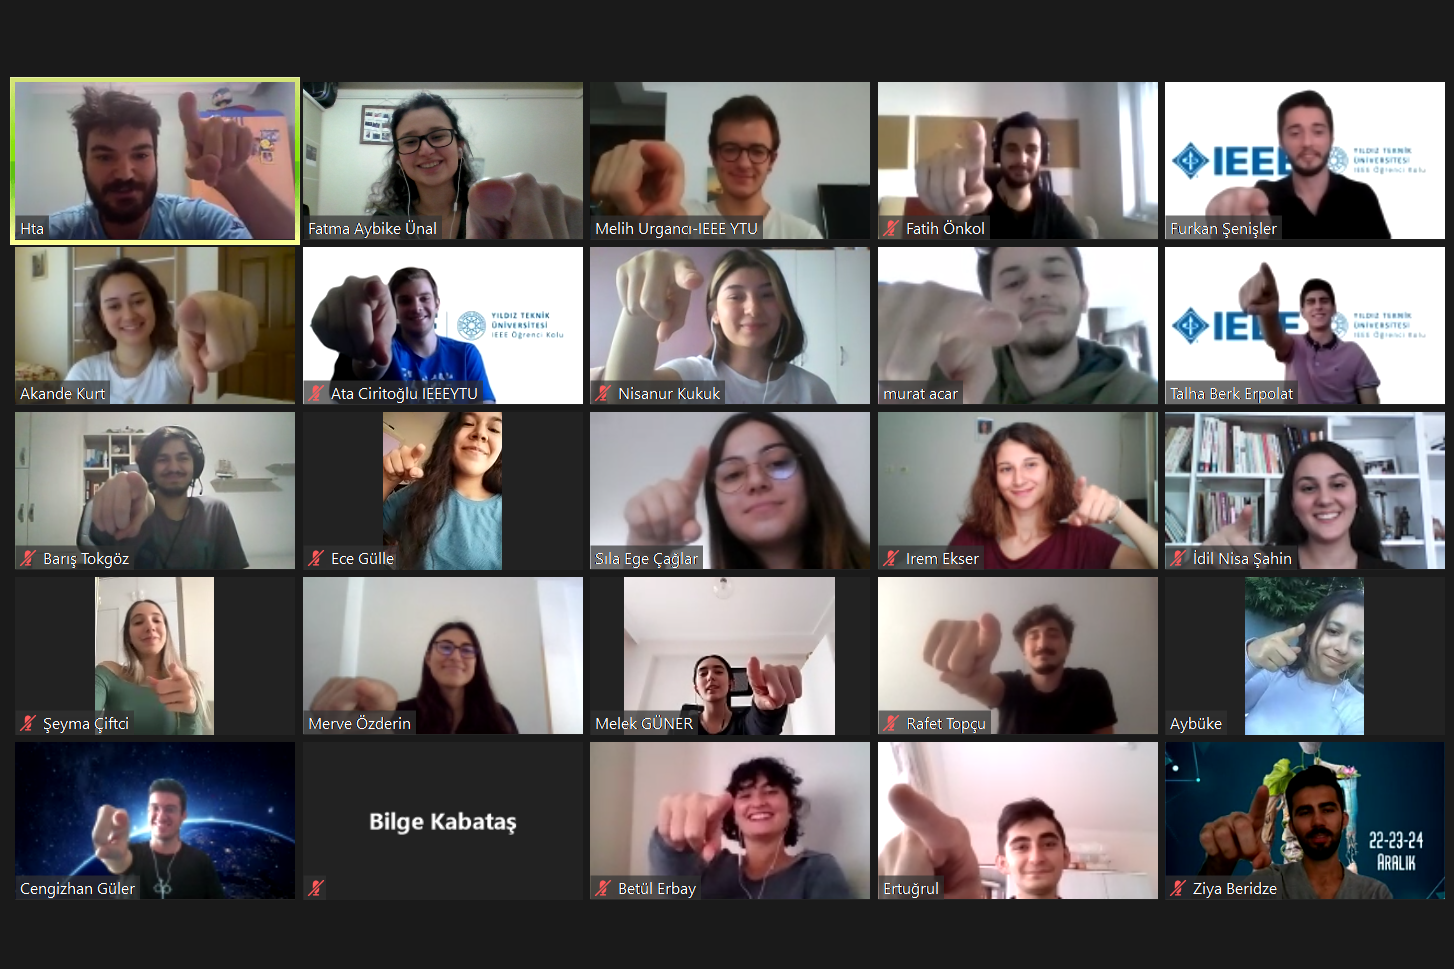 Hta
Fatma Aybike Ünal
Melih Urgancı-IEEE YTU
Fatih Önkol
IEEE
YILDIZ TEKNİK
ÜNİVERSİTESİ
IEEE Öğrenci Kolu
Furkan Şenişler
Akande Kurt
YILDIZ TEKNİK
ÜNİVERSİTESİ
IEEE Öğrenci Kolu
Ata Ciritoğlu IEEEYTU
Nisanur Kukuk
murat acar
IEEE
YILDIZ TEKNİK
ÜNİVERSİTESİ
IEEE Öğrenci Kolu
Talha Berk Erpolat
Barış Tokgöz
Ece Gülle
Sıla Ege Çağlar
Irem Ekser
İdil Nisa Şahin
Şeyma Çiftci
Merve Özderin
Melek GÜNER
Rafet Topçu
Aybüke
Cengizhan Güler
Bilge Kabataş
Betül Erbay
Ertuğrul
22-23-24
ARALIK
Ziya Beridze